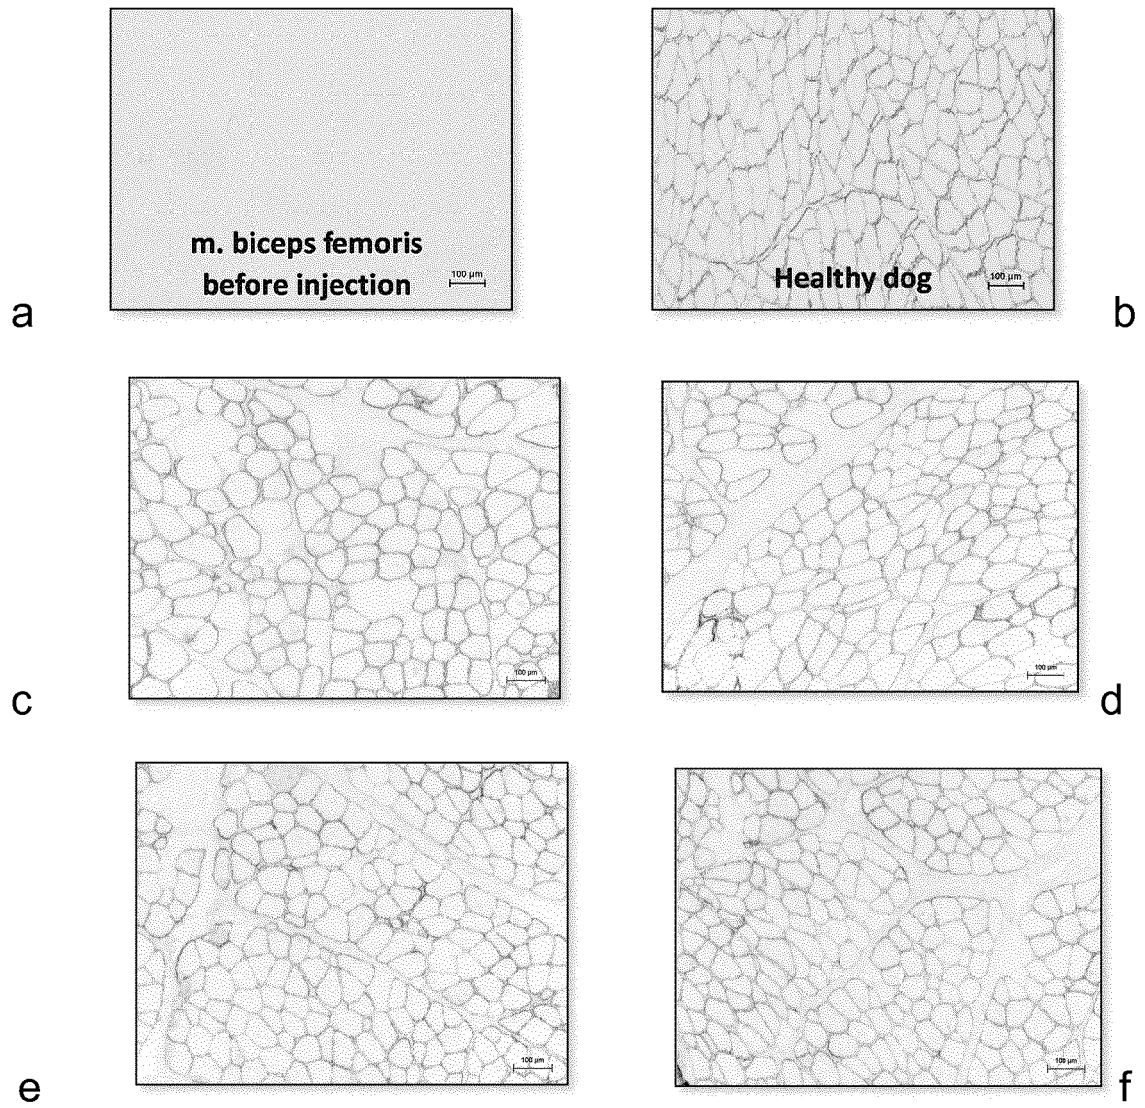 m. biceps femoris
before injection
100 µm
a
Healthy dog
100 µm
b
100 µm
c
100 µm
d
100 µm
e
100 µm
f